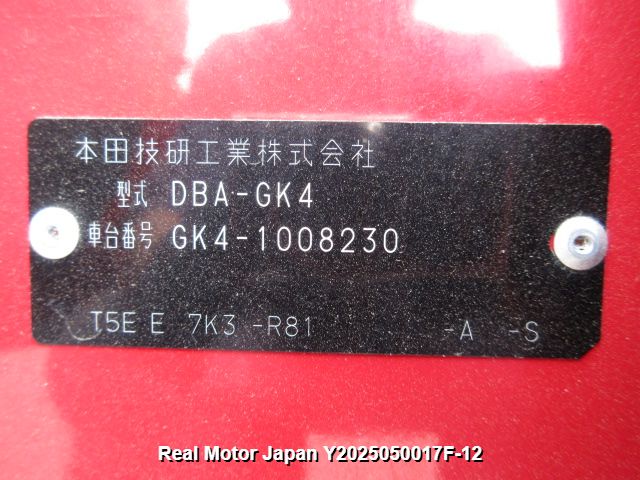 本田技研工業株式会社
型式 DBA-GK4
車台番号 GK4-1008230
T5E E 7K3 -R81 -A -S
Real Motor Japan Y2025050017F-12